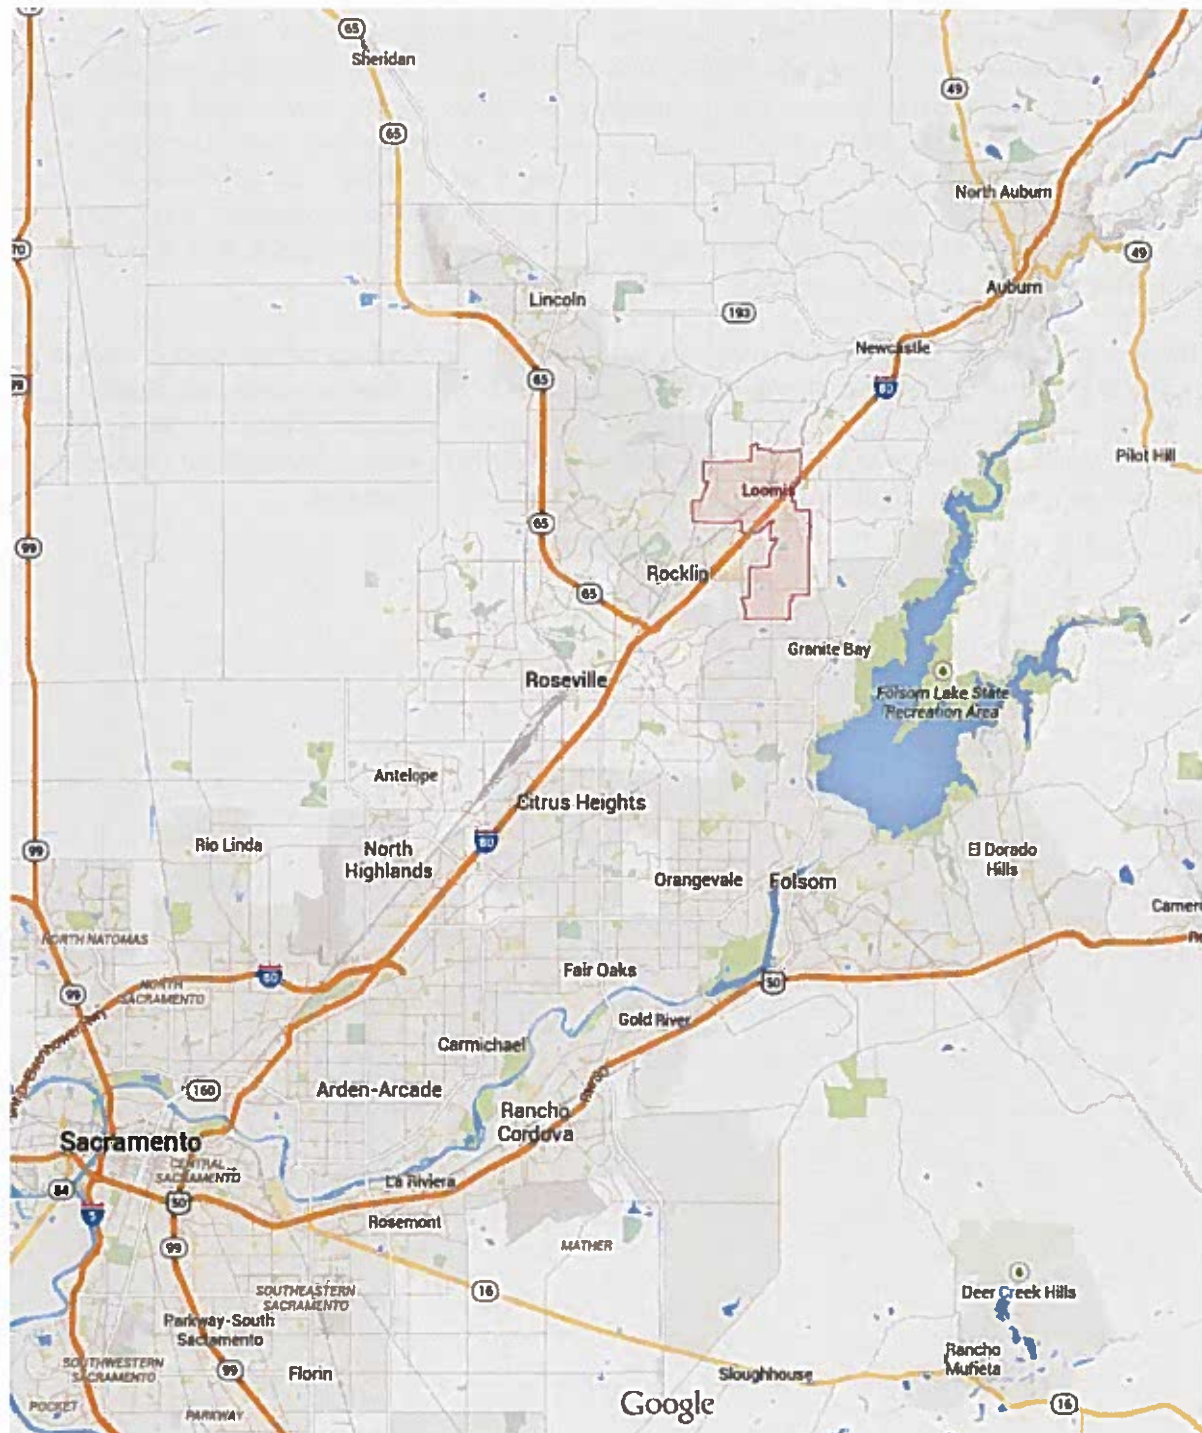 65
Sheridan
65
49
North Auburn
70
49
Auburn
Lincoln
193
Newcastle
99
65
80
Pilot Hill
Loomis
65
99
Rocklin
65
Granite Bay
Roseville
Folsom Lake State
Recreation Area
Antelope
Citrus Heights
80
99
Rio Linda
North
Highlands
El Dorado
Hills
Orangevale
Folsom
NORTH NATOMAS
80
Fair Oaks
50
99
NORTH
SACRAMENTO
Gold River
Carmichael
160
Arden-Arcade
Rancho
Cordova
Sacramento
CENTRAL
SACRAMENTO
La Riviera
84
50
5
Rosemont
99
MATHER
16
SOUTHEASTERN
SACRAMENTO
Deer Creek Hills
Parkway-South
Sacramento
Rancho
Murieta
SOUTHWESTERN
SACRAMENTO
99
Florin
Sloughhouse
POCKET
PARKWAY
Google
16